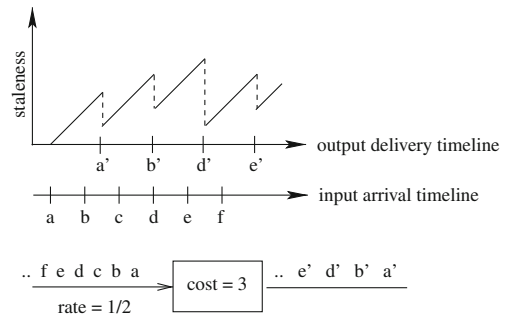 staleness
output delivery timeline
a' b' d' e'
input arrival timeline
a b c d e f
.. f e d c b a
cost = 3
.. e' d' b' a'
rate = 1/2